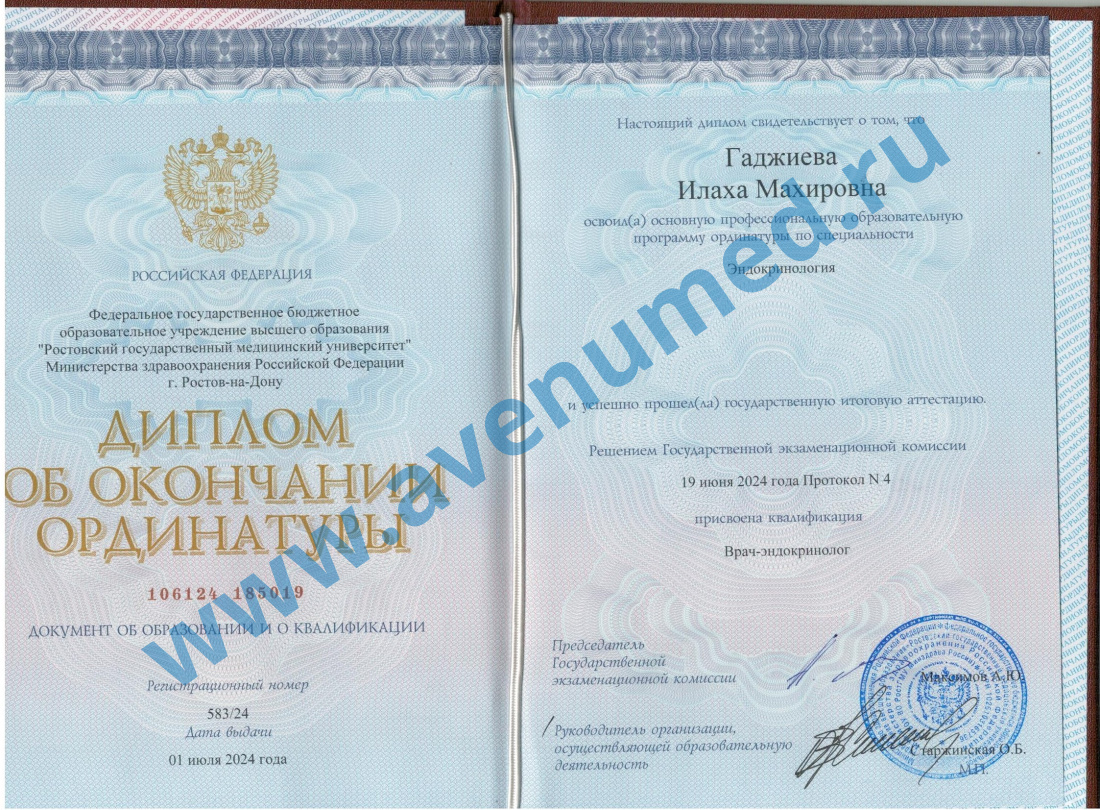 РОССИЙСКАЯ ФЕДЕРАЦИЯ
Федеральное государственное бюджетное
образовательное учреждение высшего образования
"Ростовский государственный медицинский университет"
Министерства здравоохранения Российской Федерации
г. Ростов-на-Дону
ДИПЛОМ
ОБ ОКОНЧАНИИ
ОРДИНАТУРЫ
106124 185019
ДОКУМЕНТ ОБ ОБРАЗОВАНИИ И О КВАЛИФИКАЦИИ
Регистрационный номер
583/24
Дата выдачи
01 июля 2024 года
Настоящий диплом свидетельствует о том, что
Гаджиева
Илаха Махировна
освоил(а) основную профессиональную образовательную
программу ординатуры по специальности
Эндокринология
и успешно прошел(ла) государственную итоговую аттестацию.
Решением Государственной экзаменационной комиссии
19 июня 2024 года Протокол N 4
присвоена квалификация
Врач-эндокринолог
Председатель
Государственной
экзаменационной комиссии
Максимов А.Ю.
Руководитель организации,
осуществляющей образовательную
деятельность
Старжинская О.Б.
М.П.
www.avenumed.ru